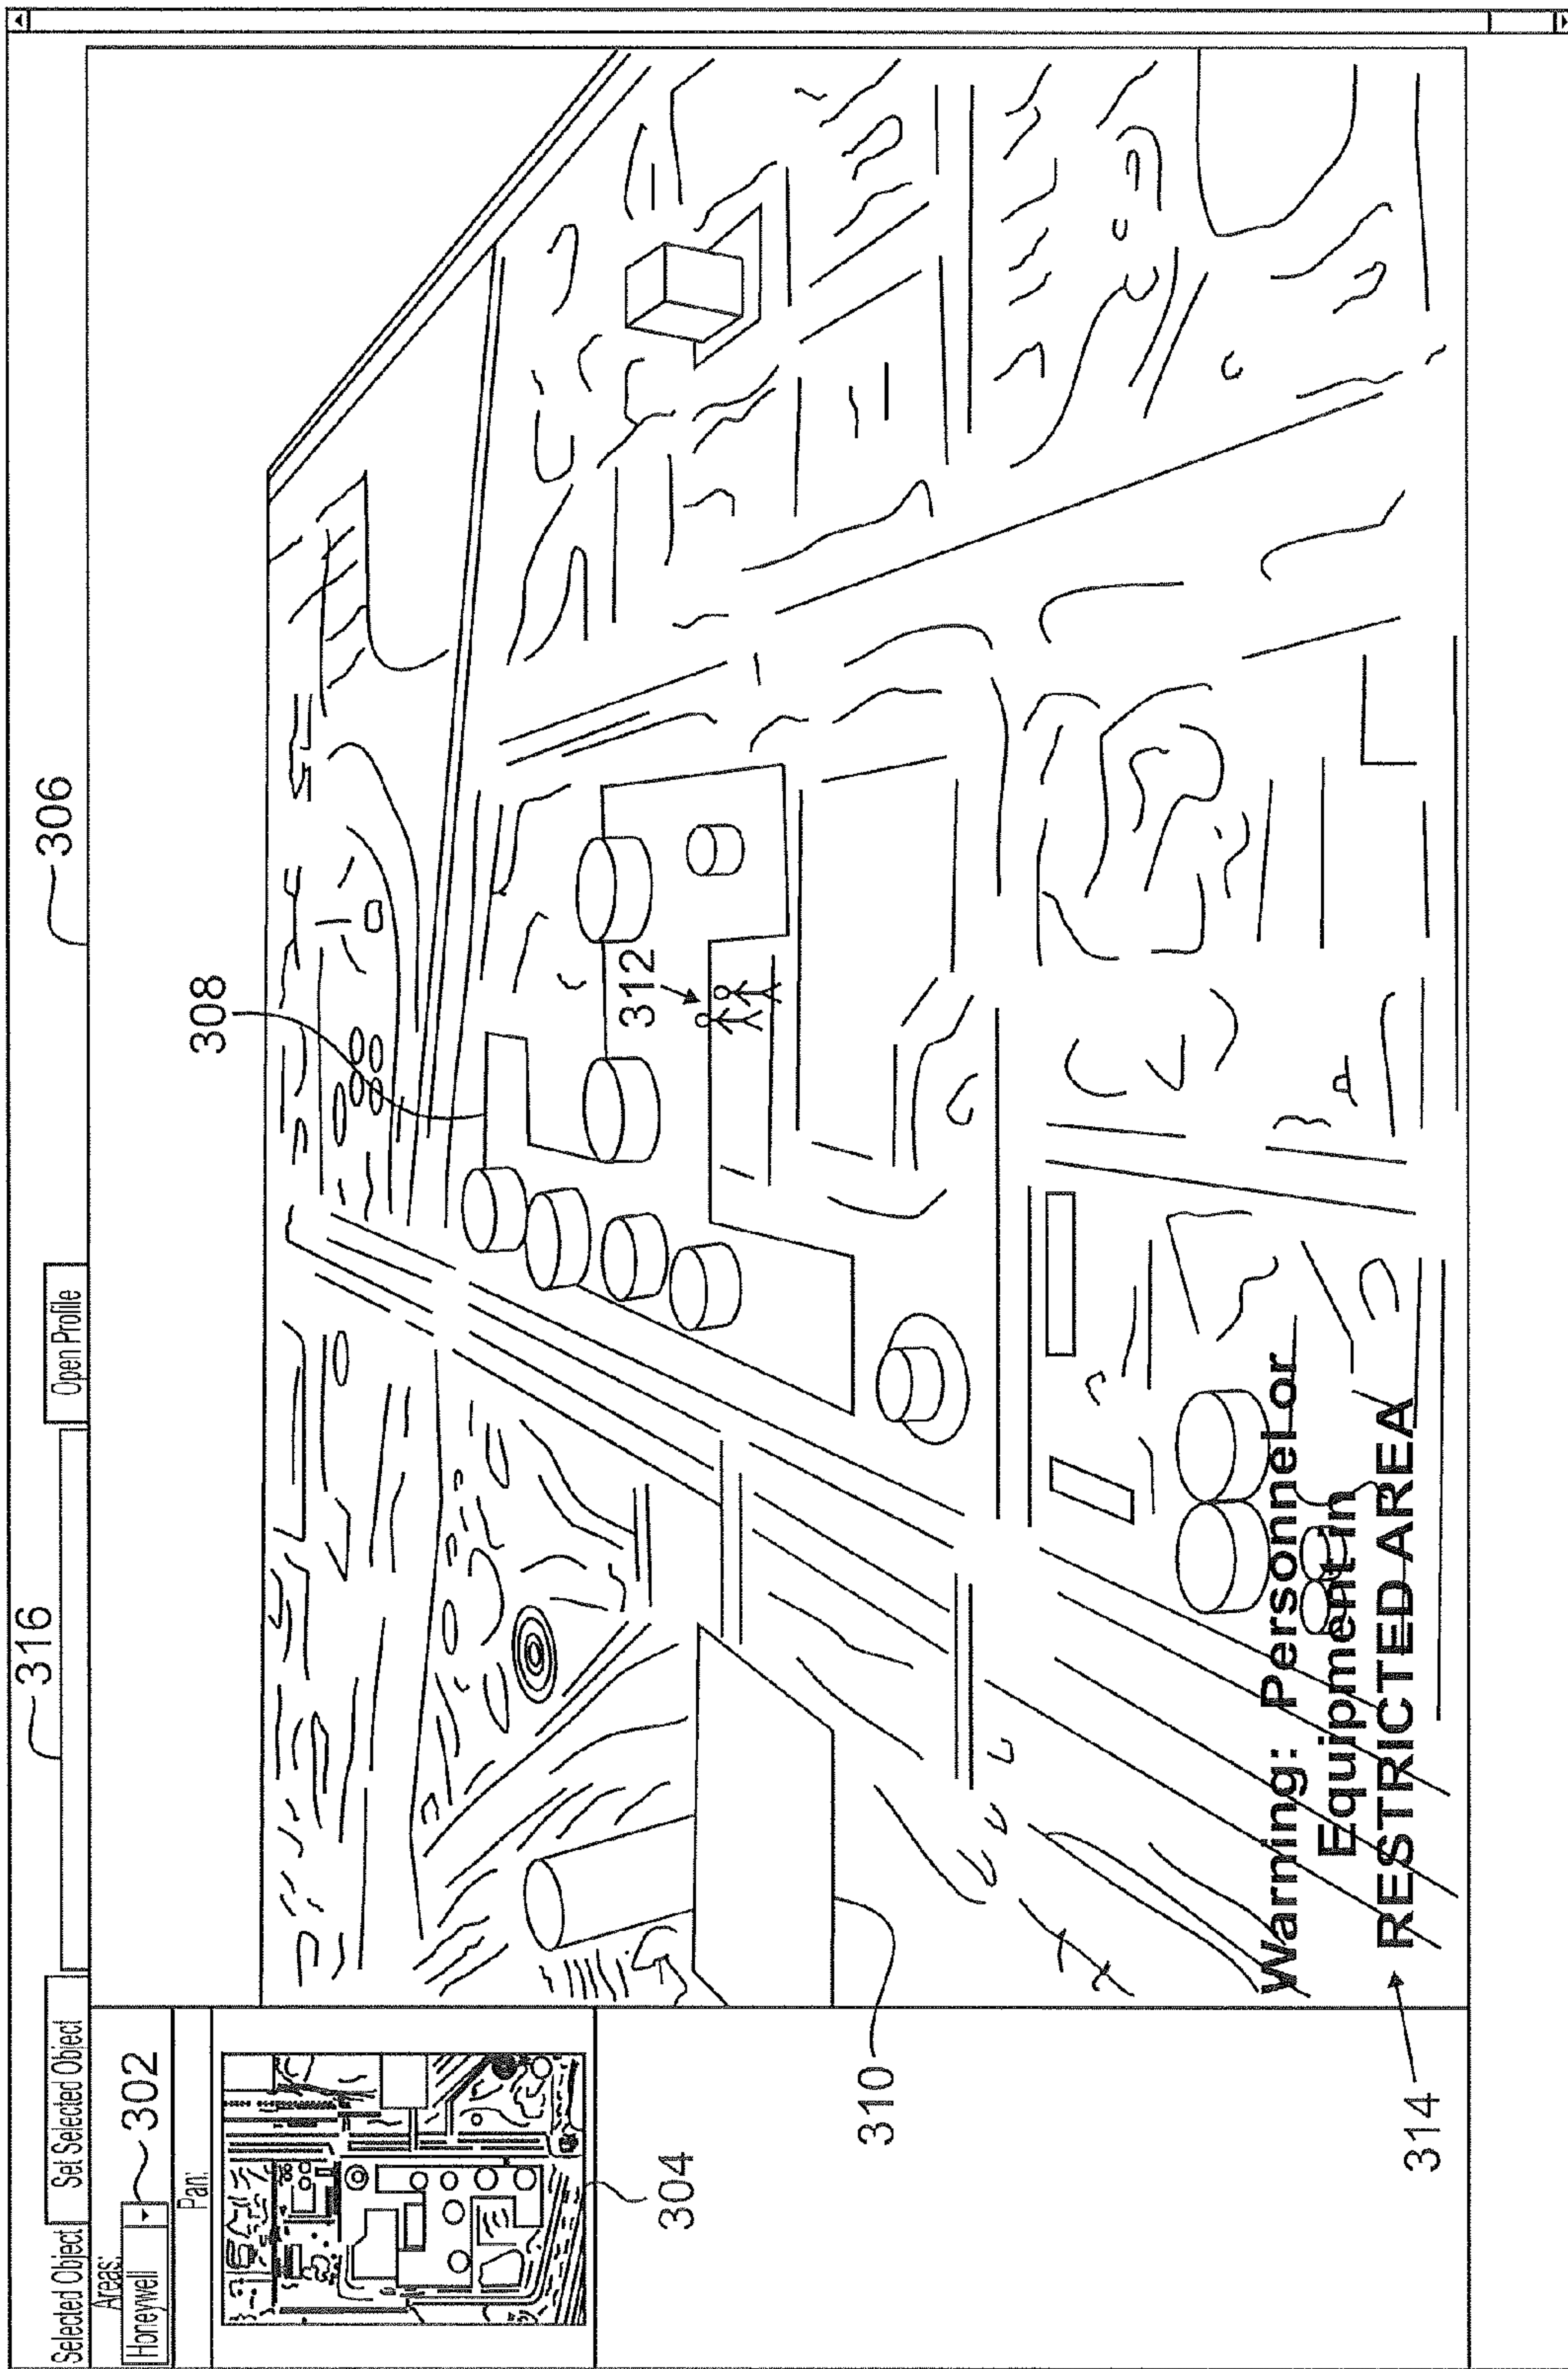 316
306
Selected Object
Set Selected Object
Open Profile
Areas:
Honeywell
302
Pan:
304
308
312
310
Warning: Personnel or
Equipment in
RESTRICTED AREA
314